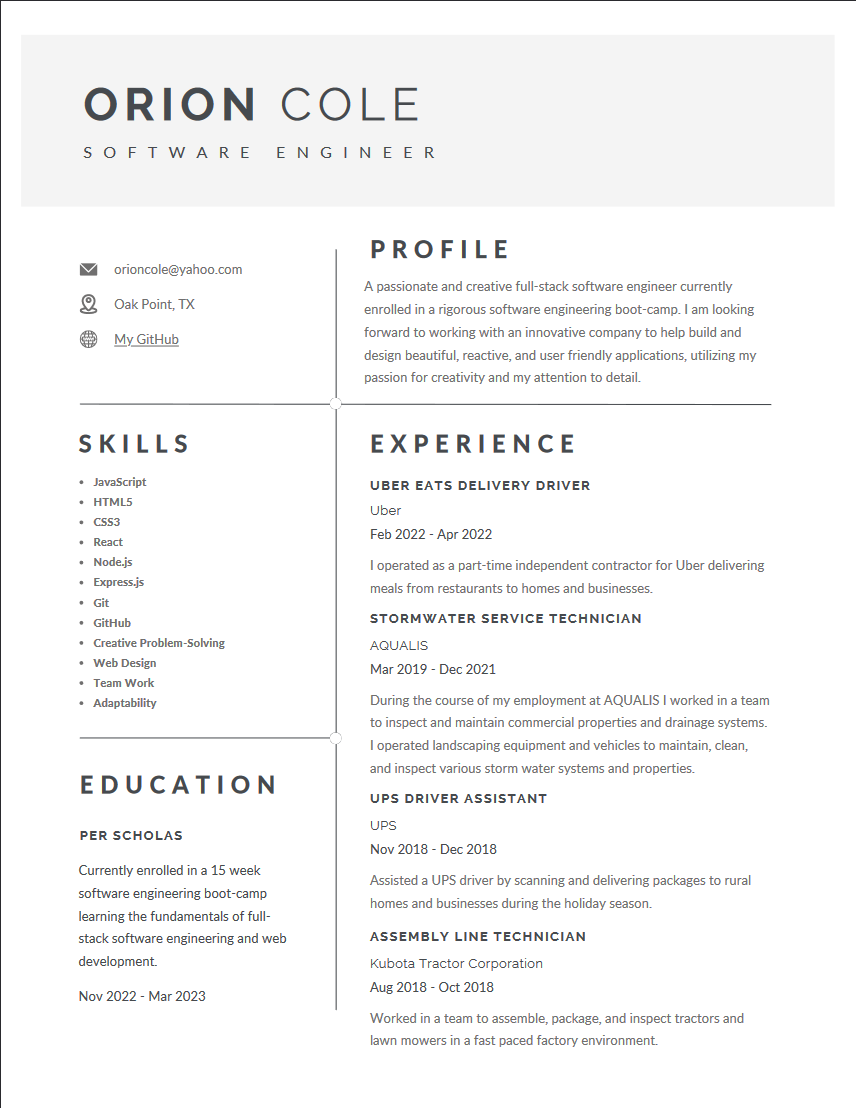 ORION COLE
SOFTWARE ENGINEER
orioncole@yahoo.com
Oak Point, TX
My GitHub
PROFILE
A passionate and creative full-stack software engineer currently
enrolled in a rigorous software engineering boot-camp. I am looking
forward to working with an innovative company to help build and
design beautiful, reactive, and user friendly applications, utilizing my
passion for creativity and my attention to detail.
SKILLS
• JavaScript
• HTML5
• CSS3
• React
• Node.js
• Express.js
• Git
• GitHub
• Creative Problem-Solving
• Web Design
• Team Work
• Adaptability
EDUCATION
PER SCHOLAS
Currently enrolled in a 15 week
software engineering boot-camp
learning the fundamentals of full-
stack software engineering and web
development.
Nov 2022 - Mar 2023
EXPERIENCE
UBER EATS DELIVERY DRIVER
Uber
Feb 2022 - Apr 2022
I operated as a part-time independent contractor for Uber delivering
meals from restaurants to homes and businesses.
STORMWATER SERVICE TECHNICIAN
AQUALIS
Mar 2019 - Dec 2021
During the course of my employment at AQUALIS I worked in a team
to inspect and maintain commercial properties and drainage systems.
I operated landscaping equipment and vehicles to maintain, clean,
and inspect various storm water systems and properties.
UPS DRIVER ASSISTANT
UPS
Nov 2018 - Dec 2018
Assisted a UPS driver by scanning and delivering packages to rural
homes and businesses during the holiday season.
ASSEMBLY LINE TECHNICIAN
Kubota Tractor Corporation
Aug 2018 - Oct 2018
Worked in a team to assemble, package, and inspect tractors and
lawn mowers in a fast paced factory environment.